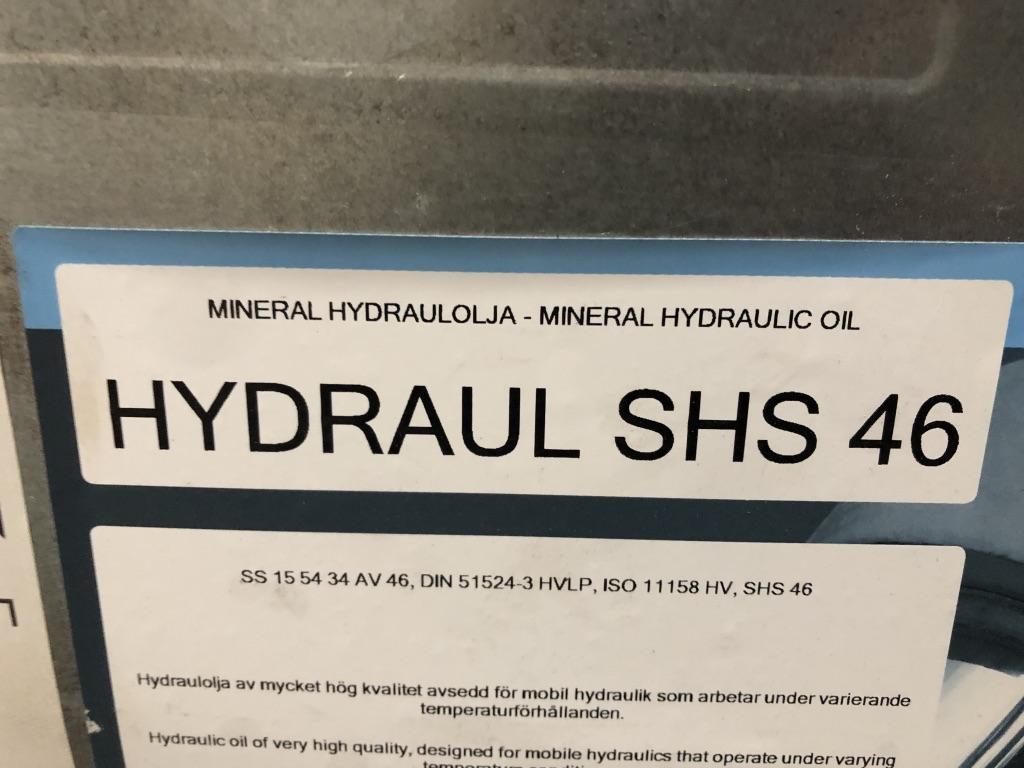 MINERAL HYDRAULOLJA - MINERAL HYDRAULIC OIL
HYDRAUL SHS 46
SS 15 54 34 AV 46, DIN 51524-3 HVLP, ISO 11158 HV, SHS 46
Hydraulolja av mycket hög kvalitet avsedd för mobil hydraulik som arbetar under varierande
temperaturförhållanden.
Hydraulic oil of very high quality, designed for mobile hydraulics that operate under varying